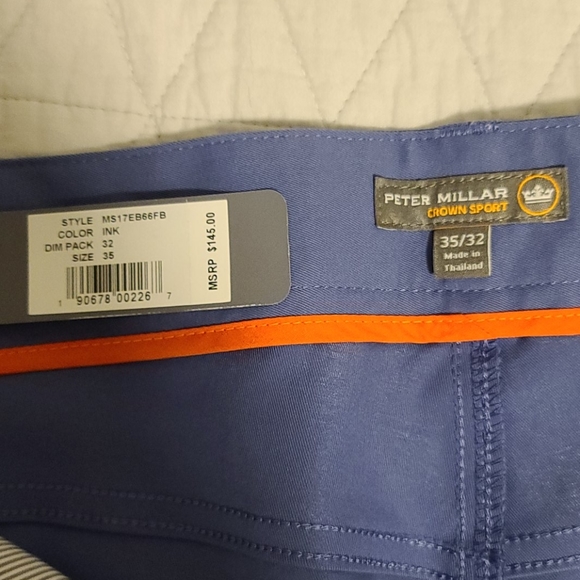 STYLE MS17EB66FB
COLOR INK
DIM PACK 32
SIZE 35
MSRP $145.00
1 90678 00226 7
PETER MILLAR
CROWN SPORT
35/32
Made in
Thailand